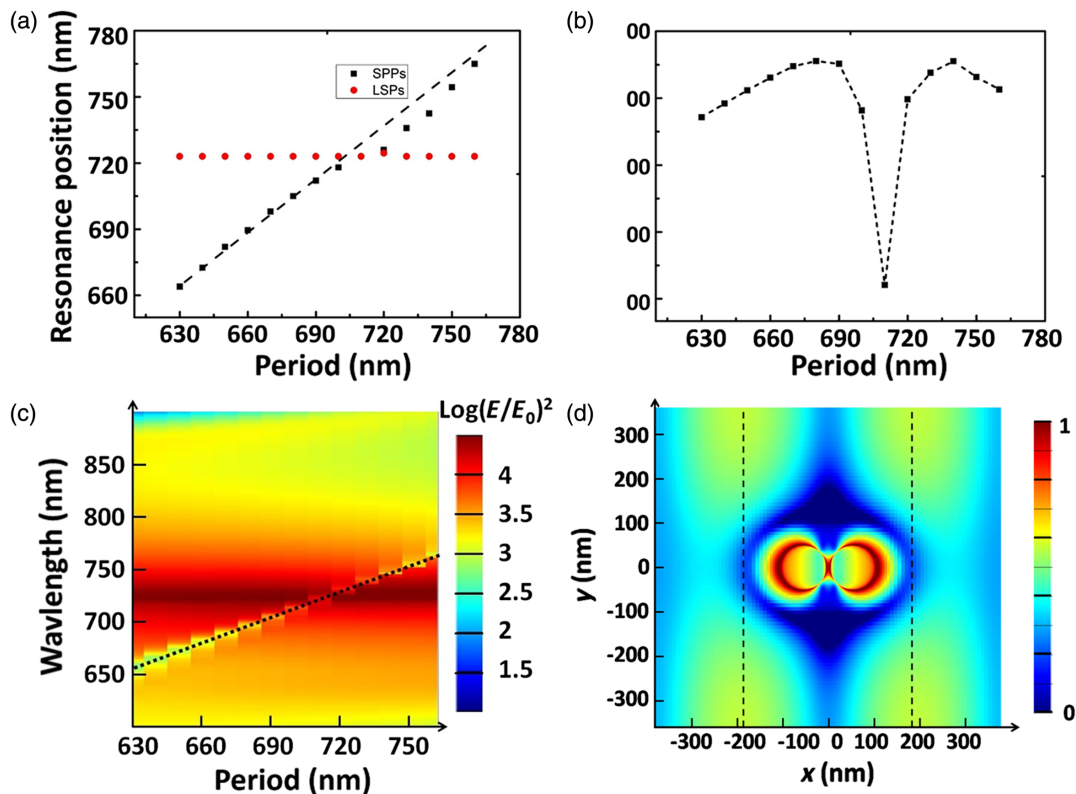 (a)
Resonance position (nm)
780
750
720
690
660
SPPs
LSPs
630 660 690 720 750 780
Period (nm)
(b)
00
00
00
00
00
630 660 690 720 750 780
Period (nm)
(c)
Wavlength (nm)
850
800
750
700
650
630 660 690 720 750
Period (nm)
Log(E/E0)2
4
3.5
3
2.5
2
1.5
(d)
y (nm)
300
200
100
0
-100
-200
-300
-300 -200 -100 0 100 200 300
x (nm)
1
0